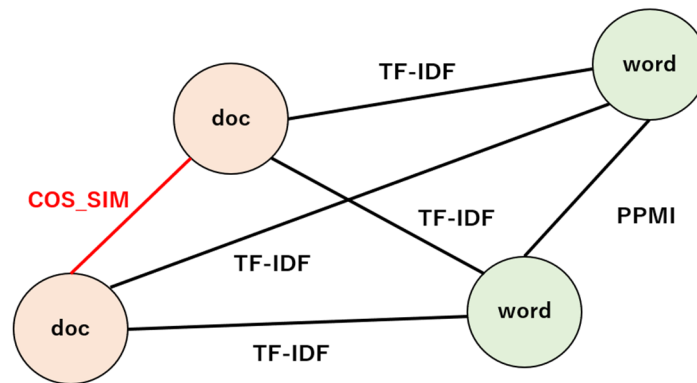 word
TF-IDF
doc
COS_SIM
TF-IDF
PPMI
TF-IDF
word
doc
TF-IDF